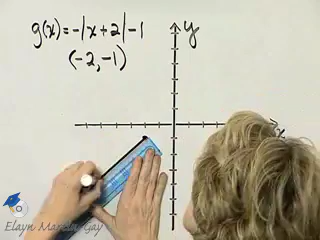 g(x) = -|x+2|-1
(-2,-1)
y
x
Elayn Martin-Gay